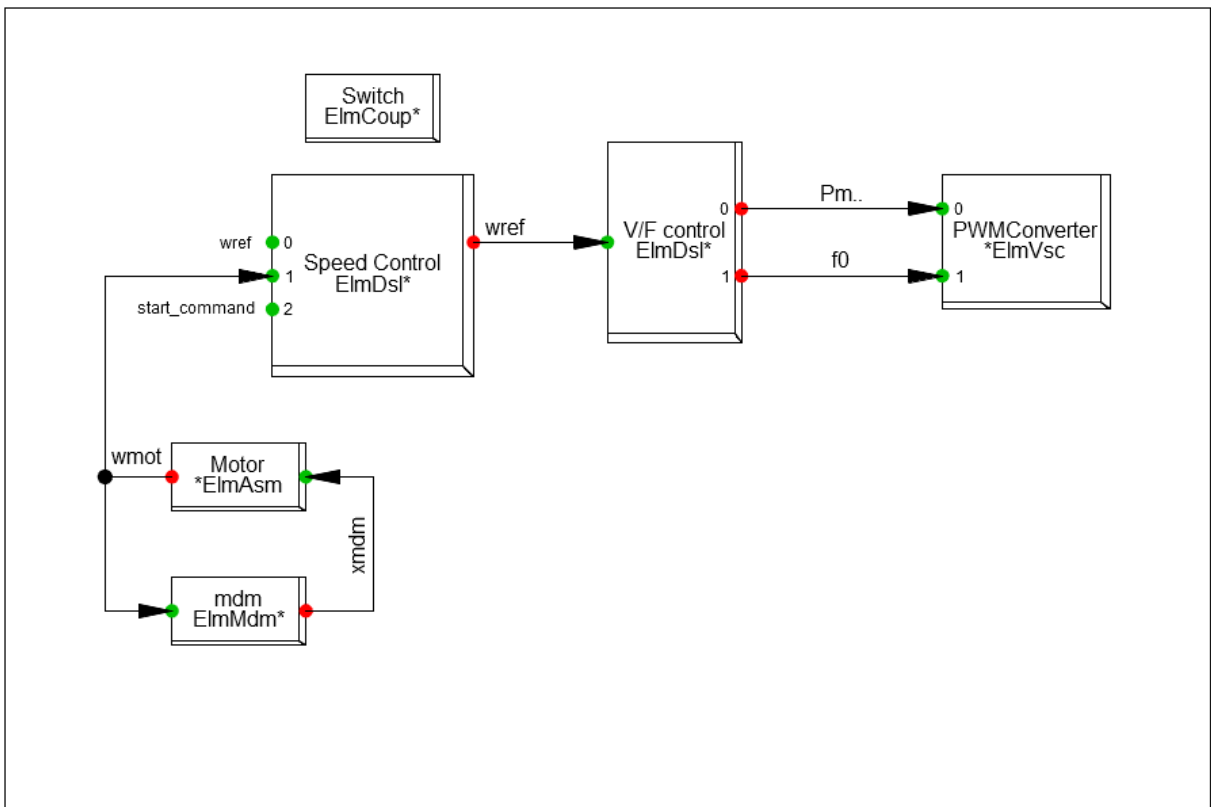 Switch
ElmCoup*
wref
0
1
start_command
2
Speed Control
ElmDsl*
wref
V/F control
ElmDsl*
0
1
Pm..
f0
0
PWMConverter
*ElmVsc
1
wmot
Motor
*ElmAsm
xmdm
mdm
ElmMdm*